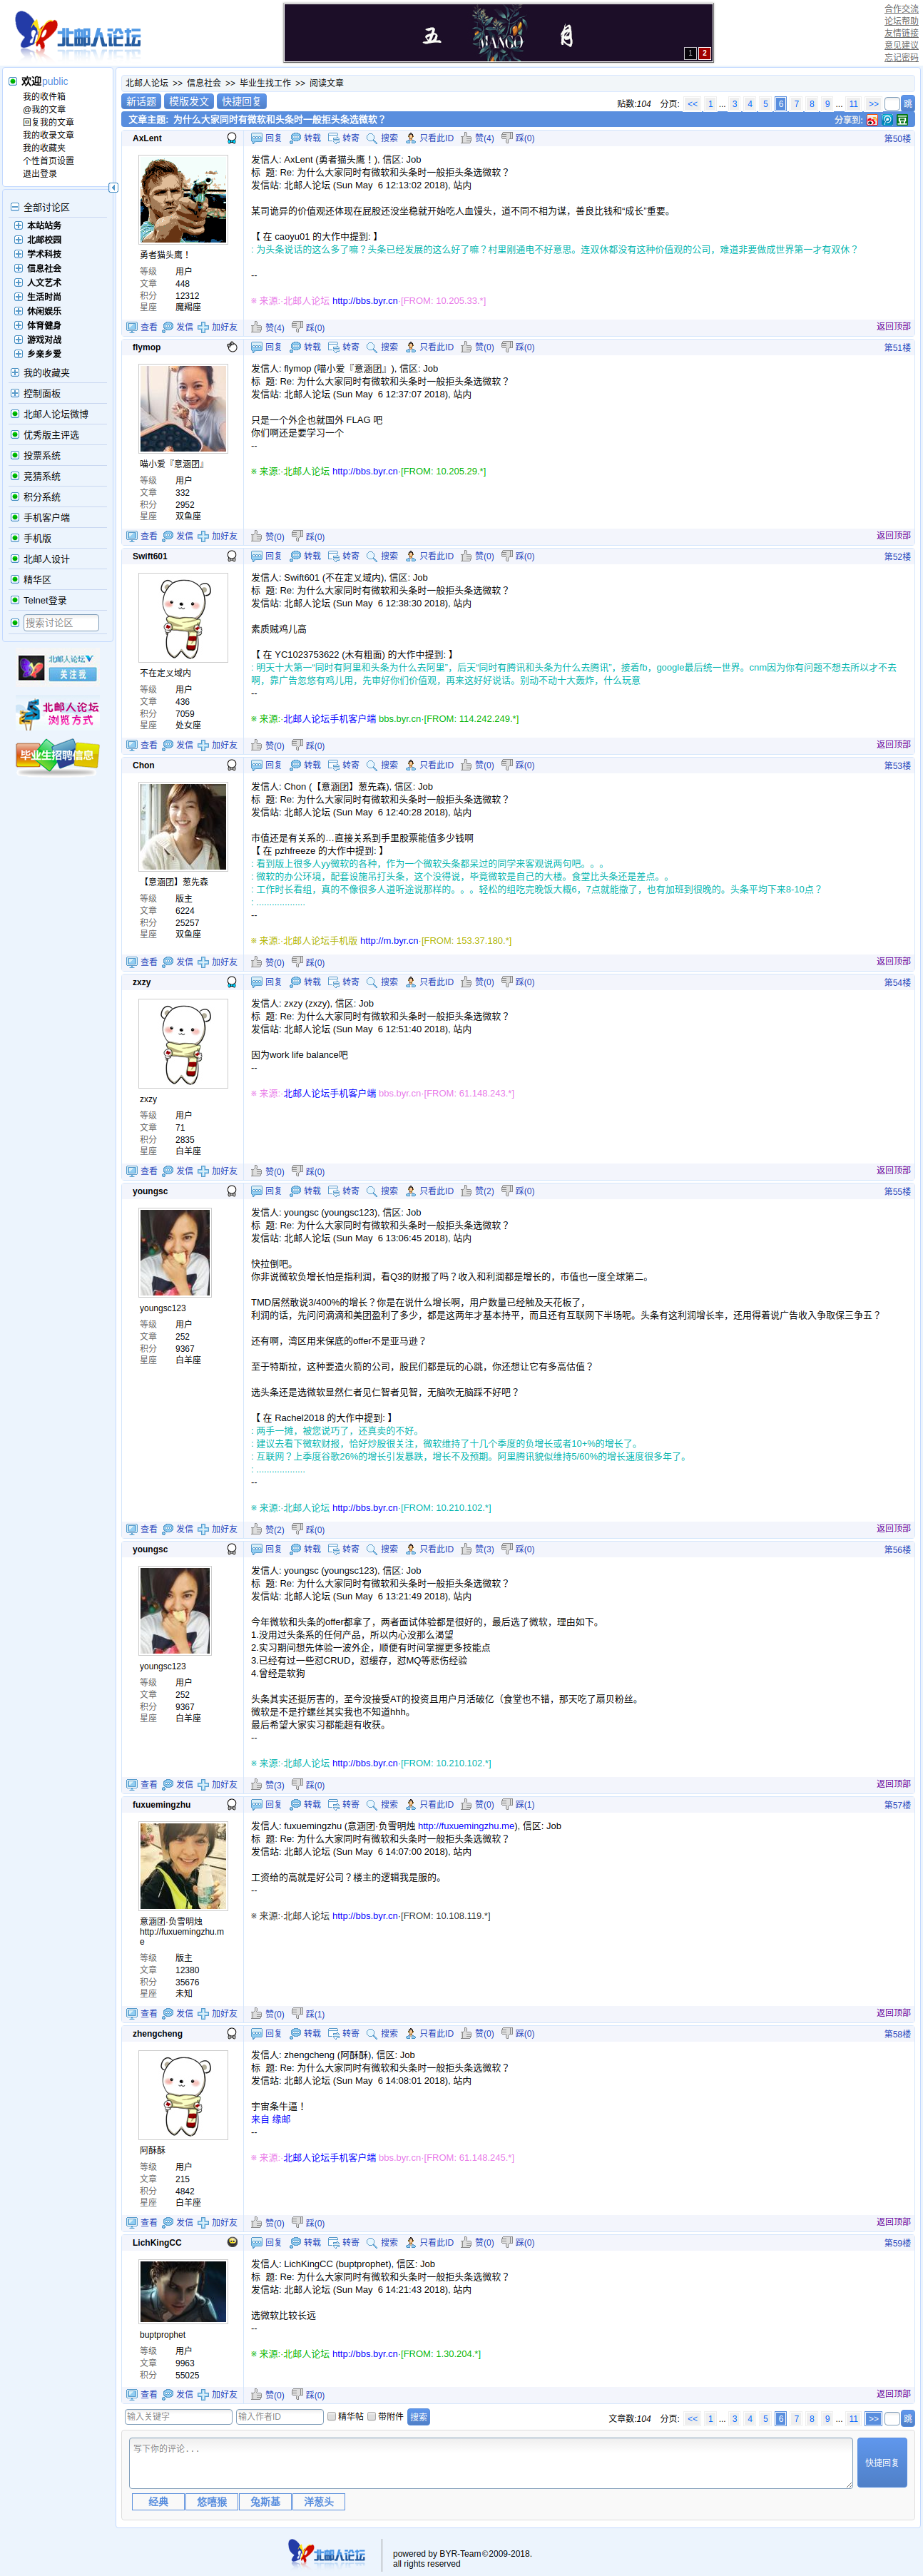 北邮人论坛
五 MANGO 月
1 2
合作交流
论坛帮助
友情链接
意见建议
忘记密码
欢迎public
我的收件箱
@我的文章
回复我的文章
我的收录文章
我的收藏夹
个性首页设置
退出登录
全部讨论区
本站站务
北邮校园
学术科技
信息社会
人文艺术
生活时尚
休闲娱乐
体育健身
游戏对战
乡亲乡爱
我的收藏夹
控制面板
北邮人论坛微博
优秀版主评选
投票系统
竞猜系统
积分系统
手机客户端
手机版
北邮人设计
精华区
Telnet登录
搜索讨论区
北邮人论坛
关注我
北邮人论坛
浏览方式
毕业生招聘信息
北邮人论坛 >> 信息社会 >> 毕业生找工作 >> 阅读文章
新话题 模版发文 快捷回复
贴数:104 分页: << 1 ... 3 4 5 6 7 8 9 ... 11 >> 跳
文章主题: 为什么大家同时有微软和头条时一般拒头条选微软？
分享到:
AxLent 回复 转载 转寄 搜索 只看此ID 赞(4) 踩(0) 第50楼
勇者猫头鹰！
等级 用户
文章 448
积分 12312
星座 魔羯座
发信人: AxLent (勇者猫头鹰！), 信区: Job
标 题: Re: 为什么大家同时有微软和头条时一般拒头条选微软？
发信站: 北邮人论坛 (Sun May 6 12:13:02 2018), 站内
某司诡异的价值观还体现在屁股还没坐稳就开始吃人血馒头，道不同不相为谋，善良比钱和“成长”重要。
【 在 caoyu01 的大作中提到: 】
: 为头条说话的这么多了嘛？头条已经发展的这么好了嘛？村里刚通电不好意思。连双休都没有这种价值观的公司，难道非要做成世界第一才有双休？
--
※ 来源:·北邮人论坛 http://bbs.byr.cn·[FROM: 10.205.33.*]
查看 发信 加好友 赞(4) 踩(0) 返回顶部
flymop 回复 转载 转寄 搜索 只看此ID 赞(0) 踩(0) 第51楼
喵小爱『意涵团』
等级 用户
文章 332
积分 2952
星座 双鱼座
发信人: flymop (喵小爱『意涵团』), 信区: Job
标 题: Re: 为什么大家同时有微软和头条时一般拒头条选微软？
发信站: 北邮人论坛 (Sun May 6 12:37:07 2018), 站内
只是一个外企也就国外 FLAG 吧
你们啊还是要学习一个
--
※ 来源:·北邮人论坛 http://bbs.byr.cn·[FROM: 10.205.29.*]
查看 发信 加好友 赞(0) 踩(0) 返回顶部
Swift601 回复 转载 转寄 搜索 只看此ID 赞(0) 踩(0) 第52楼
不在定义域内
等级 用户
文章 436
积分 7059
星座 处女座
发信人: Swift601 (不在定义域内), 信区: Job
标 题: Re: 为什么大家同时有微软和头条时一般拒头条选微软？
发信站: 北邮人论坛 (Sun May 6 12:38:30 2018), 站内
素质贼鸡儿高
【 在 YC1023753622 (木有粗面) 的大作中提到: 】
: 明天十大第一“同时有阿里和头条为什么去阿里”，后天“同时有腾讯和头条为什么去腾讯”，接着fb，google最后统一世界。cnm因为你有问题不想去所以才不去
啊，靠广告忽悠有鸡儿用，先审好你们价值观，再来这好好说话。别动不动十大轰炸，什么玩意
--
※ 来源:·北邮人论坛手机客户端 bbs.byr.cn·[FROM: 114.242.249.*]
查看 发信 加好友 赞(0) 踩(0) 返回顶部
Chon 回复 转载 转寄 搜索 只看此ID 赞(0) 踩(0) 第53楼
【意涵团】葱先森
等级 版主
文章 6224
积分 25257
星座 双鱼座
发信人: Chon (【意涵团】葱先森), 信区: Job
标 题: Re: 为什么大家同时有微软和头条时一般拒头条选微软？
发信站: 北邮人论坛 (Sun May 6 12:40:28 2018), 站内
市值还是有关系的…直接关系到手里股票能值多少钱啊
【 在 pzhfreeze 的大作中提到: 】
: 看到版上很多人yy微软的各种，作为一个微软头条都呆过的同学来客观说两句吧。。。
: 微软的办公环境，配套设施吊打头条，这个没得说，毕竟微软是自己的大楼。食堂比头条还是差点。。
: 工作时长看组，真的不像很多人道听途说那样的。。。轻松的组吃完晚饭大概6，7点就能撤了，也有加班到很晚的。头条平均下来8-10点？
: ...................
--
※ 来源:·北邮人论坛手机版 http://m.byr.cn·[FROM: 153.37.180.*]
查看 发信 加好友 赞(0) 踩(0) 返回顶部
zxzy 回复 转载 转寄 搜索 只看此ID 赞(0) 踩(0) 第54楼
zxzy
等级 用户
文章 71
积分 2835
星座 白羊座
发信人: zxzy (zxzy), 信区: Job
标 题: Re: 为什么大家同时有微软和头条时一般拒头条选微软？
发信站: 北邮人论坛 (Sun May 6 12:51:40 2018), 站内
因为work life balance吧
--
※ 来源:·北邮人论坛手机客户端 bbs.byr.cn·[FROM: 61.148.243.*]
查看 发信 加好友 赞(0) 踩(0) 返回顶部
youngsc 回复 转载 转寄 搜索 只看此ID 赞(2) 踩(0) 第55楼
youngsc123
等级 用户
文章 252
积分 9367
星座 白羊座
发信人: youngsc (youngsc123), 信区: Job
标 题: Re: 为什么大家同时有微软和头条时一般拒头条选微软？
发信站: 北邮人论坛 (Sun May 6 13:06:45 2018), 站内
快拉倒吧。
你非说微软负增长怕是指利润，看Q3的财报了吗？收入和利润都是增长的，市值也一度全球第二。
TMD居然敢说3/400%的增长？你是在说什么增长啊，用户数量已经触及天花板了，
利润的话，先问问滴滴和美团盈利了多少，都是这两年才基本持平，而且还有互联网下半场呢。头条有这利润增长率，还用得着说广告收入争取保三争五？
还有啊，湾区用来保底的offer不是亚马逊？
至于特斯拉，这种要造火箭的公司，股民们都是玩的心跳，你还想让它有多高估值？
选头条还是选微软显然仁者见仁智者见智，无脑吹无脑踩不好吧？
【 在 Rachel2018 的大作中提到: 】
: 两手一摊，被您说巧了，还真卖的不好。
: 建议去看下微软财报，恰好炒股很关注，微软维持了十几个季度的负增长或者10+%的增长了。
: 互联网？上季度谷歌26%的增长引发暴跌，增长不及预期。阿里腾讯貌似维持5/60%的增长速度很多年了。
: ...................
--
※ 来源:·北邮人论坛 http://bbs.byr.cn·[FROM: 10.210.102.*]
查看 发信 加好友 赞(2) 踩(0) 返回顶部
youngsc 回复 转载 转寄 搜索 只看此ID 赞(3) 踩(0) 第56楼
youngsc123
等级 用户
文章 252
积分 9367
星座 白羊座
发信人: youngsc (youngsc123), 信区: Job
标 题: Re: 为什么大家同时有微软和头条时一般拒头条选微软？
发信站: 北邮人论坛 (Sun May 6 13:21:49 2018), 站内
今年微软和头条的offer都拿了，两者面试体验都是很好的，最后选了微软，理由如下。
1.没用过头条系的任何产品，所以内心没那么渴望
2.实习期间想先体验一波外企，顺便有时间掌握更多技能点
3.已经有过一些怼CRUD，怼缓存，怼MQ等悲伤经验
4.曾经是软狗
头条其实还挺厉害的，至今没接受AT的投资且用户月活破亿（食堂也不错，那天吃了扇贝粉丝。
微软是不是拧螺丝其实我也不知道hhh。
最后希望大家实习都能超有收获。
--
※ 来源:·北邮人论坛 http://bbs.byr.cn·[FROM: 10.210.102.*]
查看 发信 加好友 赞(3) 踩(0) 返回顶部
fuxuemingzhu 回复 转载 转寄 搜索 只看此ID 赞(0) 踩(1) 第57楼
意涵团·负雪明烛
http://fuxuemingzhu.m
e
等级 版主
文章 12380
积分 35676
星座 未知
发信人: fuxuemingzhu (意涵团·负雪明烛 http://fuxuemingzhu.me), 信区: Job
标 题: Re: 为什么大家同时有微软和头条时一般拒头条选微软？
发信站: 北邮人论坛 (Sun May 6 14:07:00 2018), 站内
工资给的高就是好公司？楼主的逻辑我是服的。
--
※ 来源:·北邮人论坛 http://bbs.byr.cn·[FROM: 10.108.119.*]
查看 发信 加好友 赞(0) 踩(1) 返回顶部
zhengcheng 回复 转载 转寄 搜索 只看此ID 赞(0) 踩(0) 第58楼
阿酥酥
等级 用户
文章 215
积分 4842
星座 白羊座
发信人: zhengcheng (阿酥酥), 信区: Job
标 题: Re: 为什么大家同时有微软和头条时一般拒头条选微软？
发信站: 北邮人论坛 (Sun May 6 14:08:01 2018), 站内
宇宙条牛逼！
来自 缘邮
--
※ 来源:·北邮人论坛手机客户端 bbs.byr.cn·[FROM: 61.148.245.*]
查看 发信 加好友 赞(0) 踩(0) 返回顶部
LichKingCC 回复 转载 转寄 搜索 只看此ID 赞(0) 踩(0) 第59楼
buptprophet
等级 用户
文章 9963
积分 55025
发信人: LichKingCC (buptprophet), 信区: Job
标 题: Re: 为什么大家同时有微软和头条时一般拒头条选微软？
发信站: 北邮人论坛 (Sun May 6 14:21:43 2018), 站内
选微软比较长远
--
※ 来源:·北邮人论坛 http://bbs.byr.cn·[FROM: 1.30.204.*]
查看 发信 加好友 赞(0) 踩(0) 返回顶部
输入关键字 输入作者ID 精华帖 带附件 搜索
文章数:104 分页: << 1 ... 3 4 5 6 7 8 9 ... 11 >> 跳
写下你的评论...
快捷回复
经典 悠嘻猴 兔斯基 洋葱头
北邮人论坛
powered by BYR-Team©2009-2018.
all rights reserved